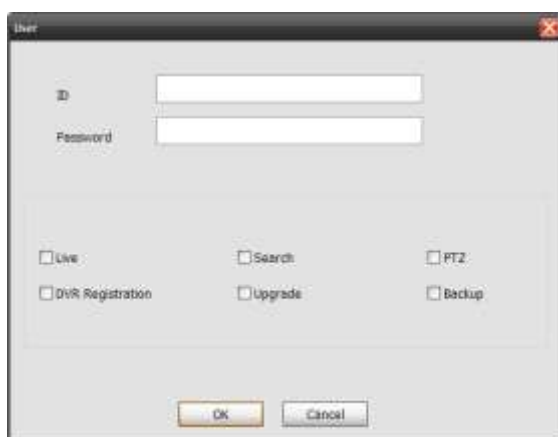 User
ID
Password
Live Search PTZ
DVR Registration Upgrade Backup
OK Cancel